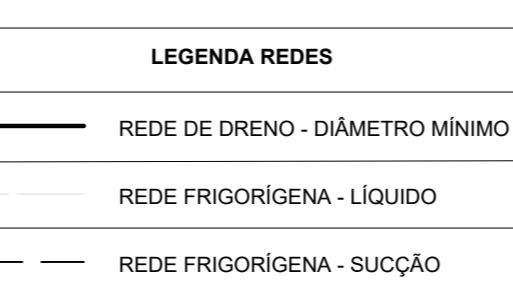 LEGENDA REDES
REDE DE DRENO - DIÂMETRO MÍNIMO
REDE FRIGORÍGENA - LÍQUIDO
REDE FRIGORÍGENA - SUCÇÃO